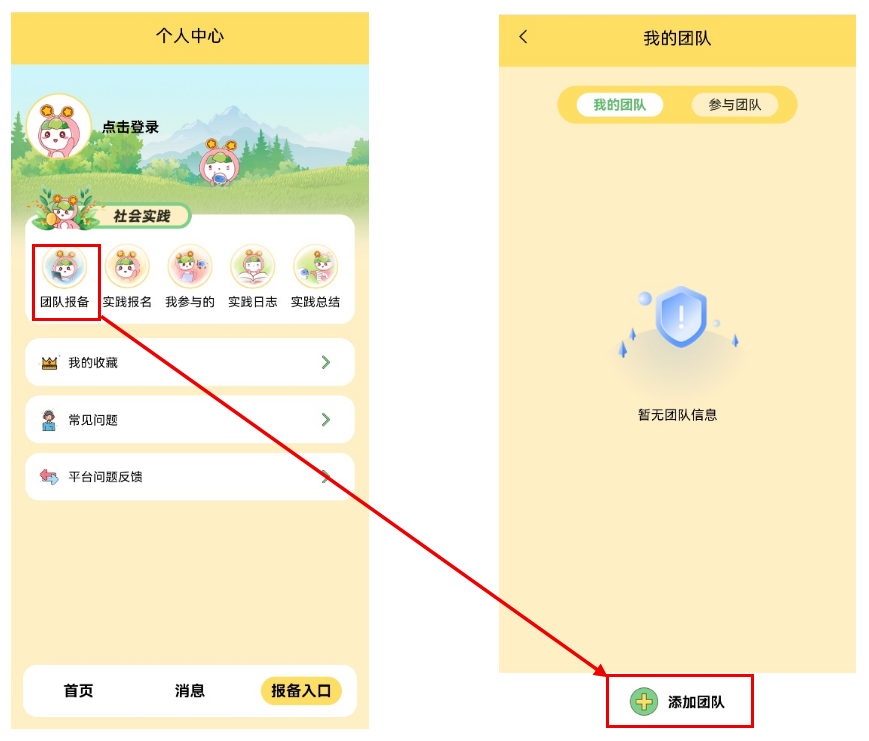 个人中心
点击登录
社会实践
团队报备
实践报名
我参与的
实践日志
实践总结
我的收藏
常见问题
平台问题反馈
首页
消息
报备入口
我的团队
我的团队
参与团队
暂无团队信息
添加团队